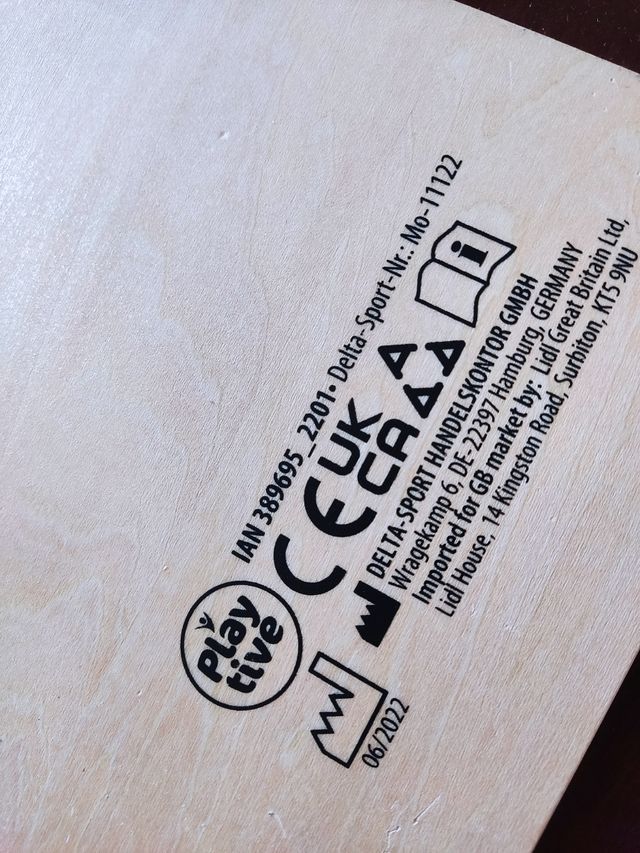 IAN 389695_2201 • Delta-Sport-Nr.: Mo-11122
Play
tive
CE
UK
CA
i
DELTA-SPORT HANDELSKONTOR GMBH
Wragekamp 6, DE-22397 Hamburg, GERMANY
Imported for GB market by: Lidl Great Britain Ltd,
Lidl House, 14 Kingston Road, Surbiton, KT5 9NU
06/2022